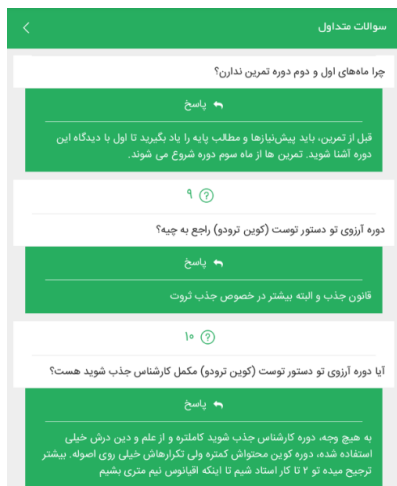 سوالات متداول
چرا ماه‌های اول و دوم دوره تمرین ندارن؟
پاسخ
قبل از تمرین، باید پیش‌نیازها و مطالب پایه را یاد بگیرید تا اول با دیدگاه این
دوره آشنا شوید. تمرین ها از ماه سوم دوره شروع می شوند.
۹
دوره آرزوی تو دستور توست (کوین ترودو) راجع به چیه؟
پاسخ
قانون جذب و البته بیشتر در خصوص جذب ثروت
۱۰
آیا دوره آرزوی تو دستور توست (کوین ترودو) مکمل کارشناس جذب شوید هست؟
پاسخ
به هیچ وجه، دوره کارشناس جذب شوید کاملتره و از علم و دین درش خیلی
استفاده شده، دوره کوین محتواش کمتره ولی تکرارهاش خیلی روی اصوله. بیشتر
ترجیح میده تو ۲ تا کار استاد شیم تا اینکه اقیانوس نیم متری بشیم